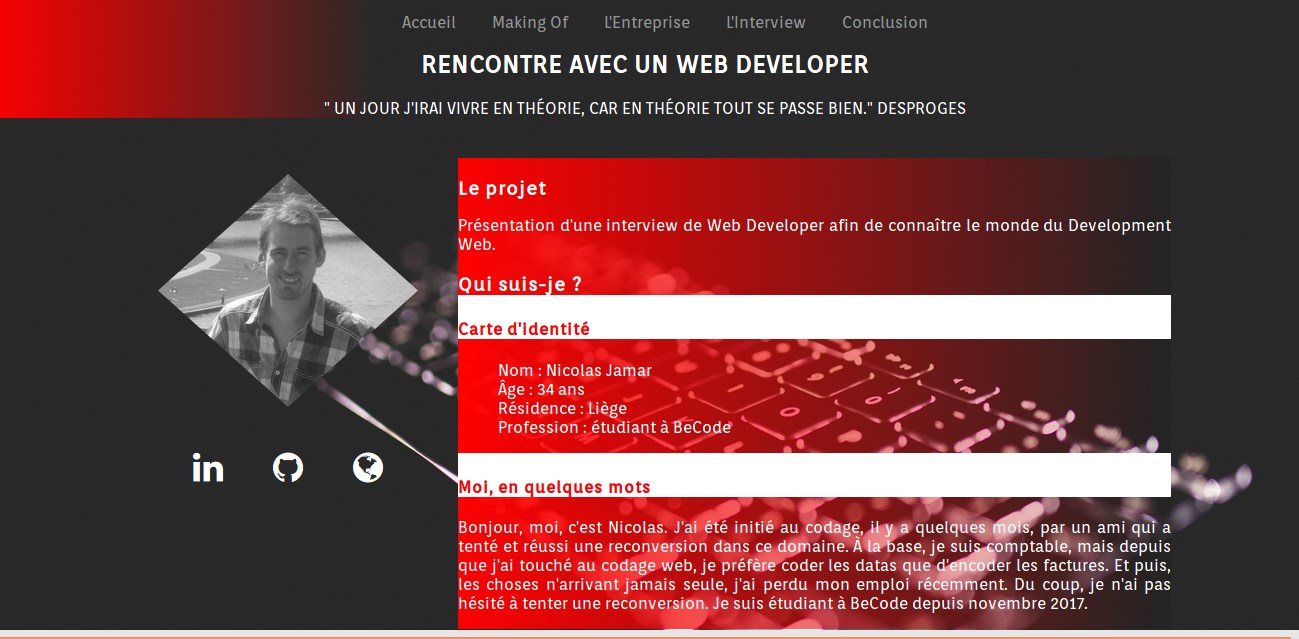 Accueil Making Of L'Entreprise L'Interview Conclusion
RENCONTRE AVEC UN WEB DEVELOPER
" UN JOUR J'IRAI VIVRE EN THÉORIE, CAR EN THÉORIE TOUT SE PASSE BIEN." DESPROGES
Le projet
Présentation d'une interview de Web Developer afin de connaître le monde du Development
Web.
Qui suis-je ?
Carte d'identité
Nom : Nicolas Jamar
Âge : 34 ans
Résidence : Liège
Profession : étudiant à BeCode
in
Moi, en quelques mots
Bonjour, moi, c'est Nicolas. J'ai été initié au codage, il y a quelques mois, par un ami qui a
tenté et réussi une reconversion dans ce domaine. À la base, je suis comptable, mais depuis
que j'ai touché au codage web, je préfère coder les datas que d'encoder les factures. Et puis,
les choses n'arrivant jamais seule, j'ai perdu mon emploi récemment. Du coup, je n'ai pas
hésité à tenter une reconversion. Je suis étudiant à BeCode depuis novembre 2017.